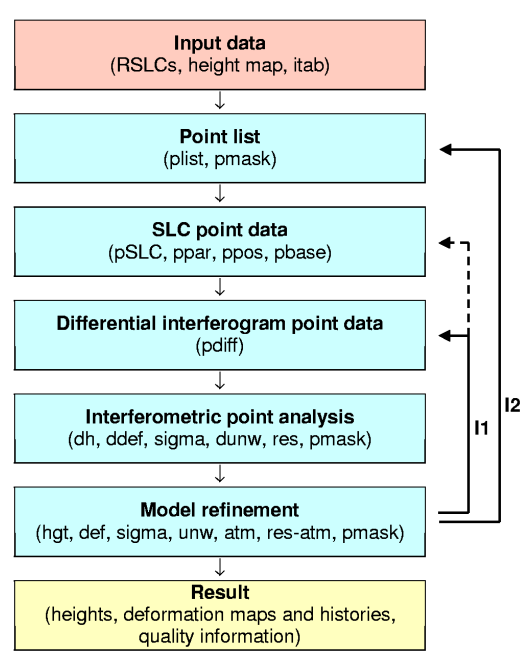 Input data
(RSLCs, height map, itab)
Point list
(plist, pmask)
SLC point data
(pSLC, ppar, ppos, pbase)
Differential interferogram point data
(pdiff)
Interferometric point analysis
(dh, ddef, sigma, dunw, res, pmask)
Model refinement
(hgt, def, sigma, unw, atm, res-atm, pmask)
Result
(heights, deformation maps and histories,
quality information)
I1
I2